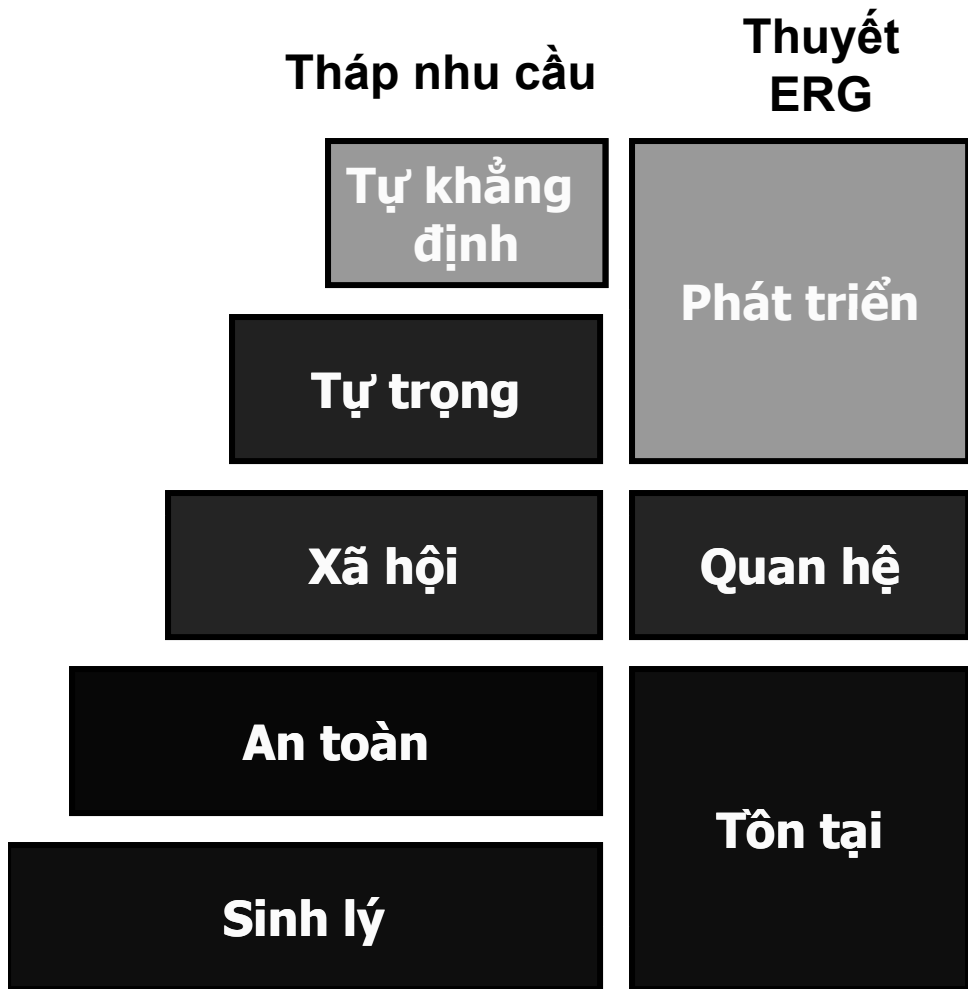 Tháp nhu cầu
Thuyết
ERG
Tự khẳng
định
Phát triển
Tự trọng
Xã hội
Quan hệ
An toàn
Tồn tại
Sinh lý